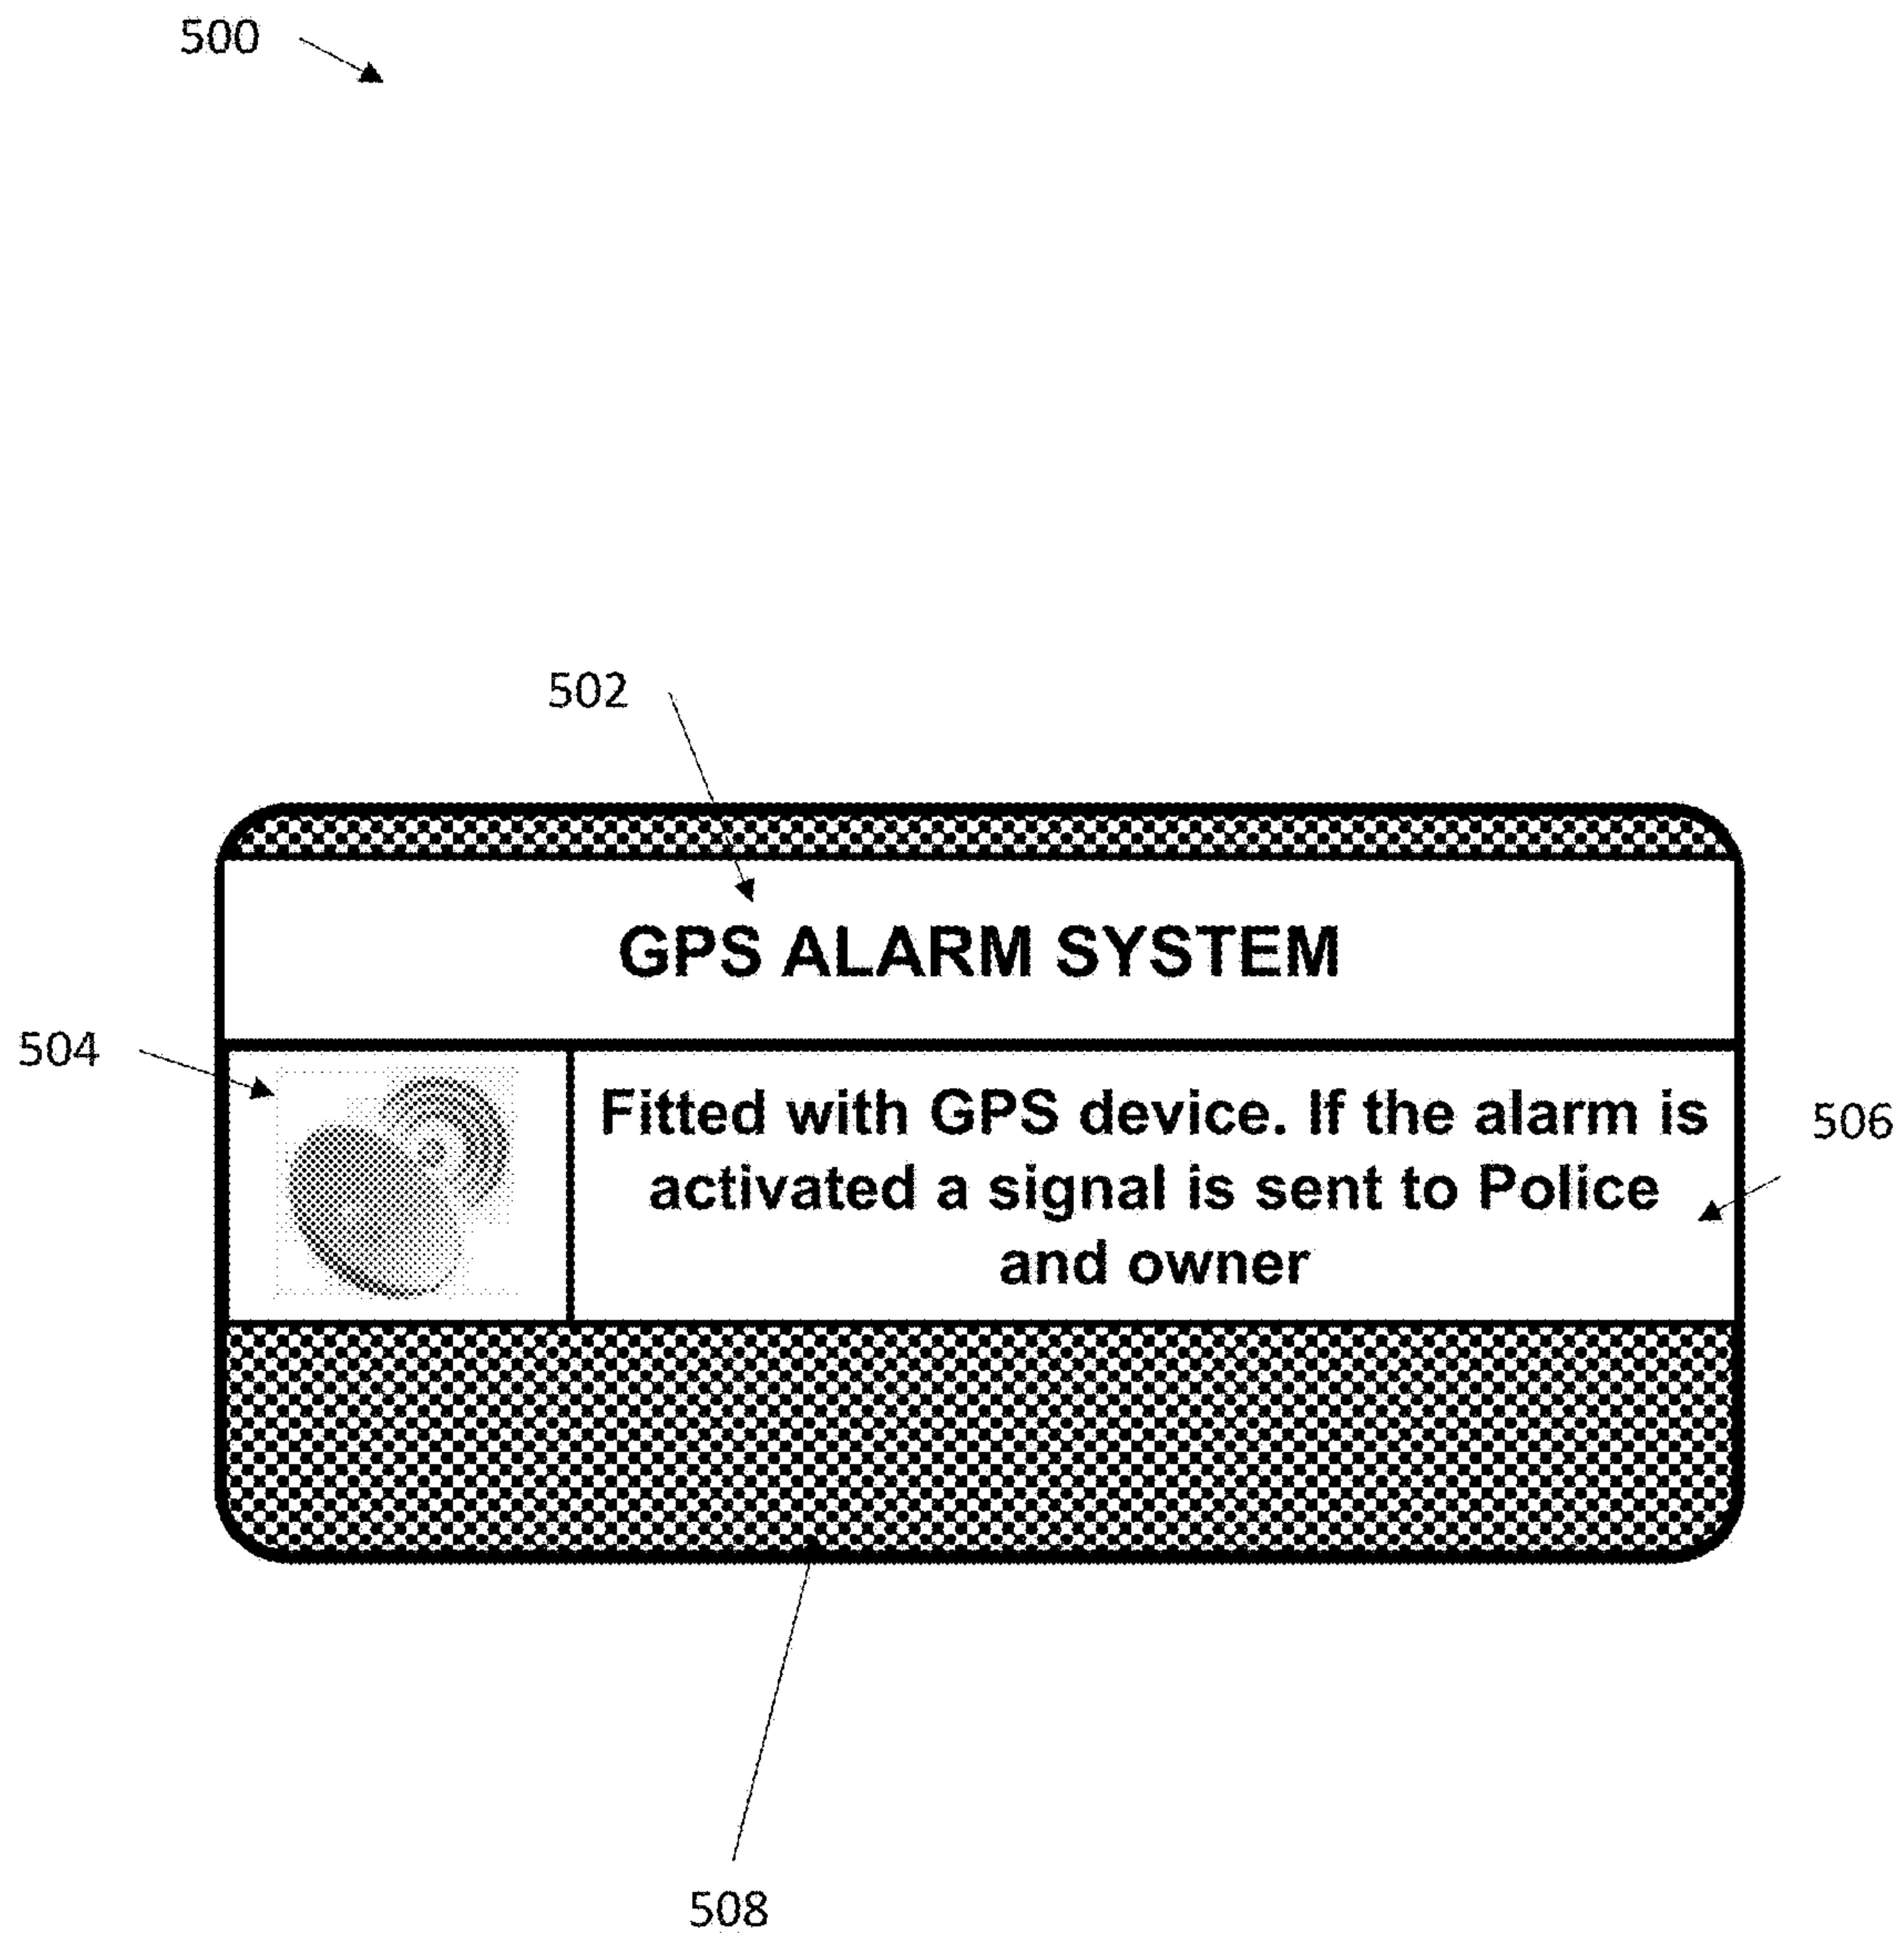 500
502
GPS ALARM SYSTEM
504
Fitted with GPS device. If the alarm is
activated a signal is sent to Police
and owner
506
508